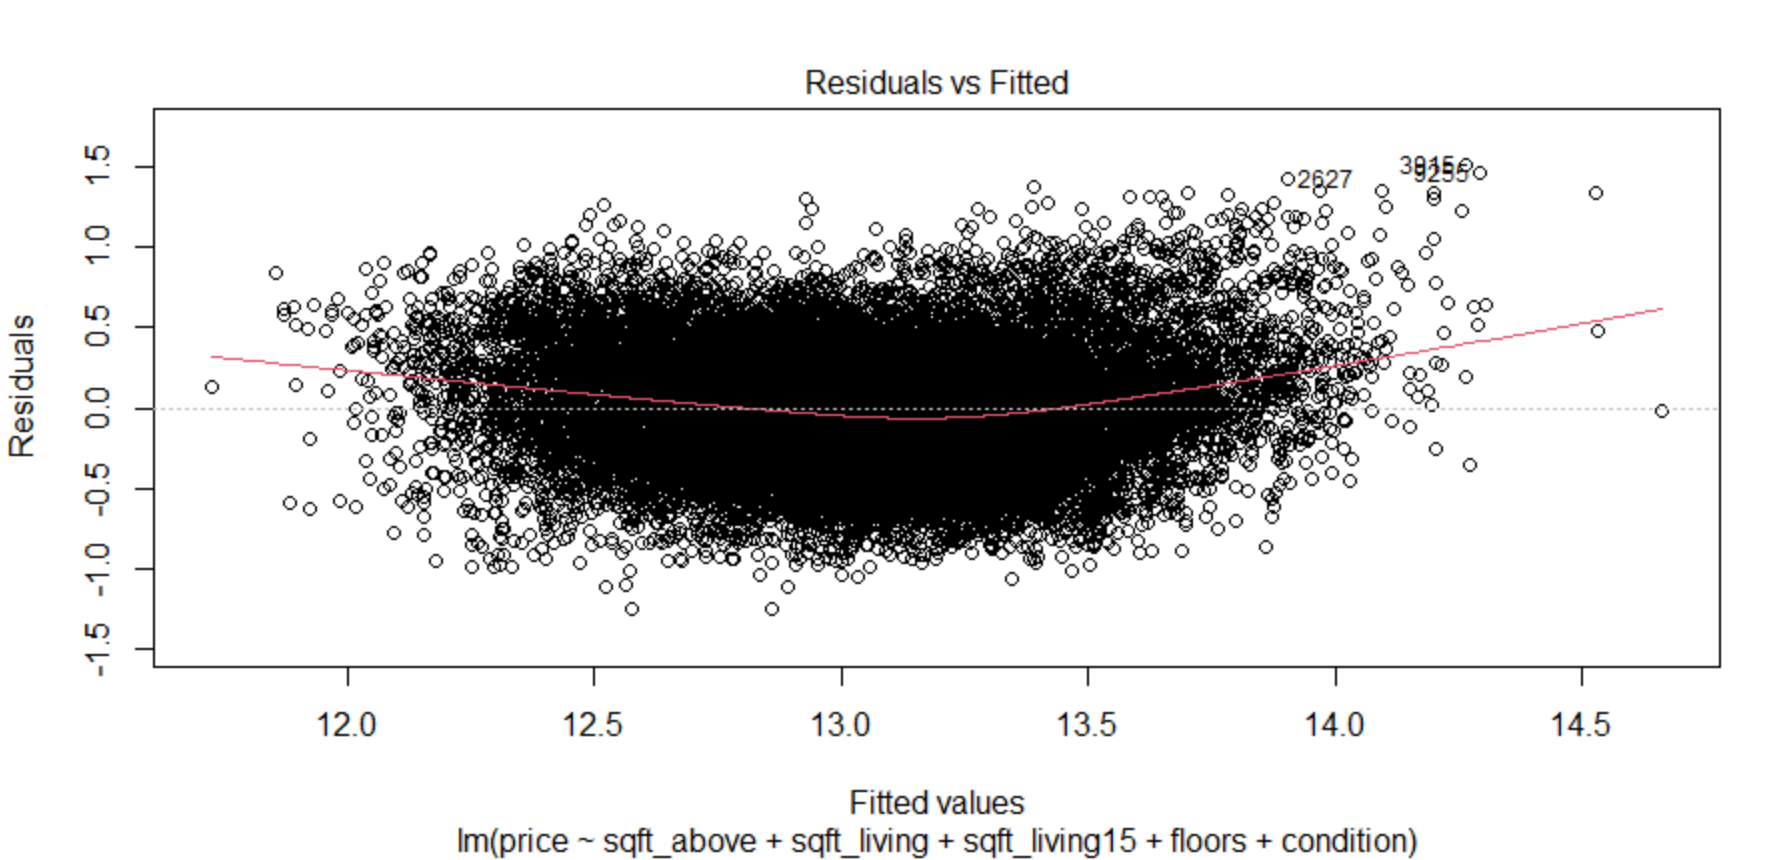 Residuals vs Fitted
Residuals
1.5
1.0
0.5
0.0
-0.5
-1.0
-1.5
2627
12.0 12.5 13.0 13.5 14.0 14.5
Fitted values
lm(price ~ sqft_above + sqft_living + sqft_living15 + floors + condition)